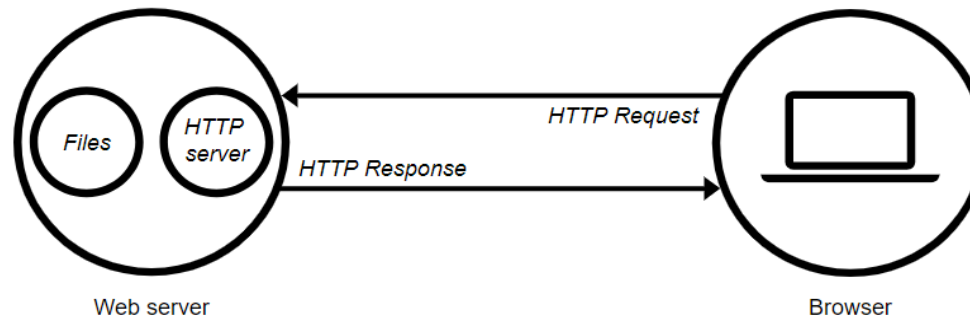 HTTP Request
Files
HTTP
server
HTTP Response
Web server
Browser